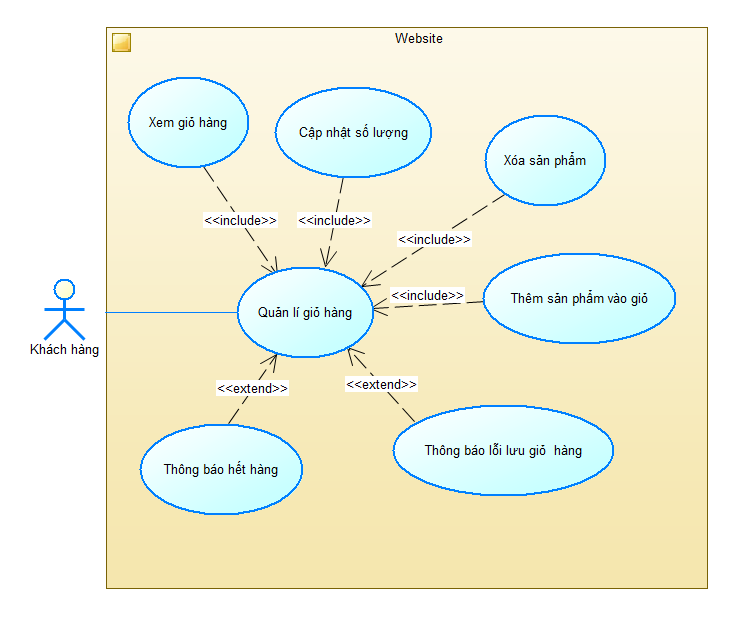 Website
Xem giỏ hàng
Cập nhật số lượng
Xóa sản phẩm
<<include>>
<<include>>
<<include>>
<<include>>
Thêm sản phẩm vào giỏ
Quản lí giỏ hàng
Khách hàng
<<extend>>
<<extend>>
Thông báo hết hàng
Thông báo lỗi lưu giỏ hàng